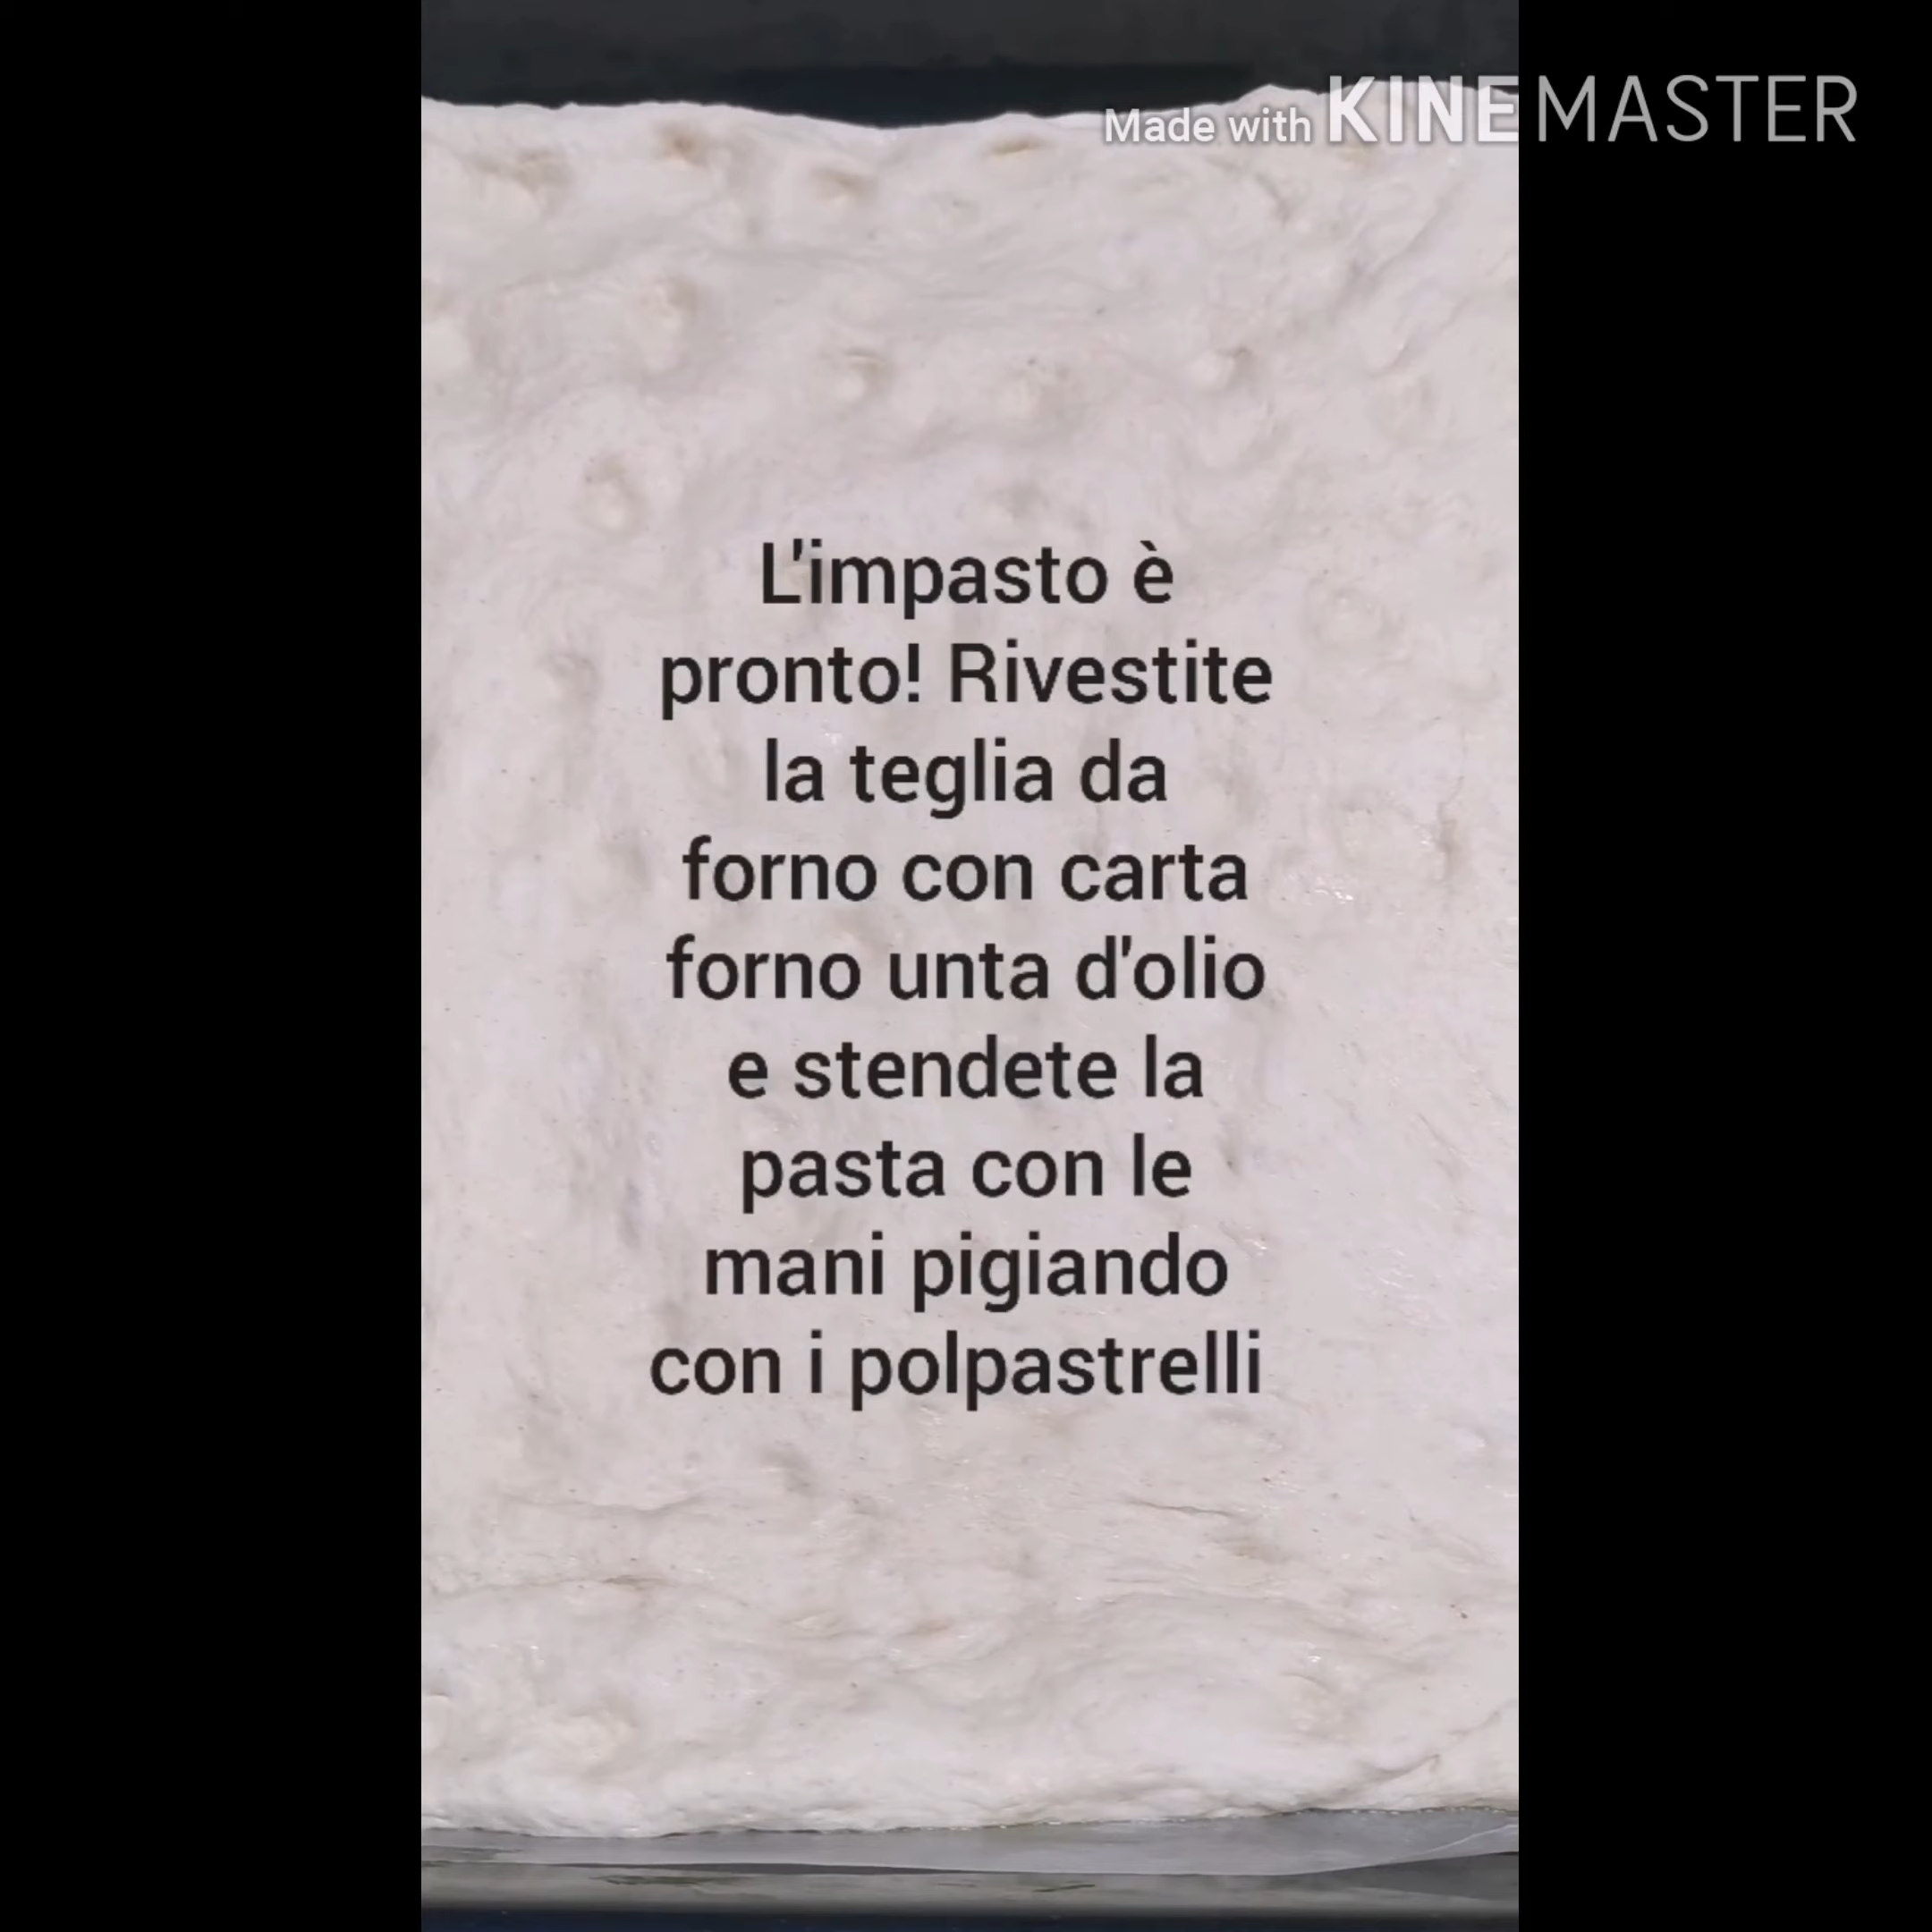 Made with KINEMASTER
L'impasto è
pronto! Rivestite
la teglia da
forno con carta
forno unta d'olio
e stendete la
pasta con le
mani pigiando
con i polpastrelli